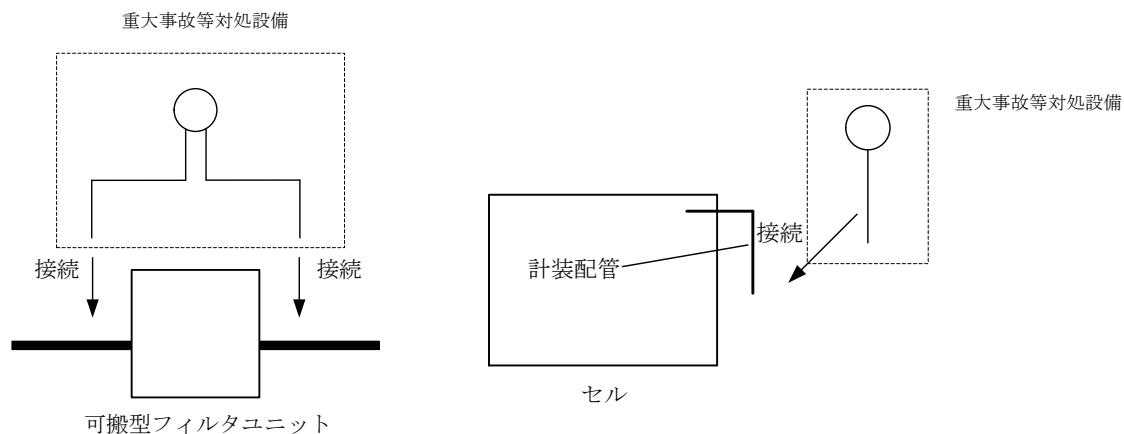 重大事故等対処設備
接続
接続
可搬型フィルタユニット
重大事故等対処設備
接続
計装配管
セル